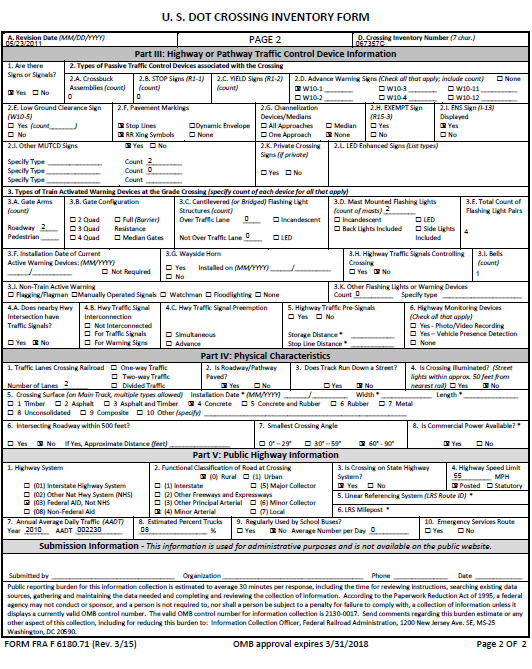 U. S. DOT CROSSING INVENTORY FORM
A. Revision Date (MM/DD/YYYY)
05/23/2011
PAGE 2
D. Crossing Inventory Number (7 char.)
067357C
Part III: Highway or Pathway Traffic Control Device Information
1. Are there Signs or Signals?
Yes No
2. Types of Passive Traffic Control Devices associated with the Crossing
2.A. Crossbuck Assemblies (count)
0
2.B. STOP Signs (R1-1) (count)
0
2.C. YIELD Signs (R1-2) (count)
0
2.D. Advance Warning Signs (Check all that apply; include count) None
W10-1 W10-3 W10-11
W10-2 W10-4 W10-12
2.E. Low Ground Clearance Sign (W10-5)
Yes (count )
No
2.F. Pavement Markings
Stop Lines Dynamic Envelope
RR Xing Symbols None
2.G. Channelization Devices/Medians
All Approaches Median
One Approach None
2.H. EXEMPT Sign (R15-3)
Yes
No
2.I. ENS Sign (I-13) Displayed
Yes
No
2.J. Other MUTCD Signs Yes No
Specify Type Count 2
Specify Type Count 0
Specify Type Count
2.K. Private Crossing Signs (if private)
Yes No
2.L. LED Enhanced Signs (List types)
3. Types of Train Activated Warning Devices at the Grade Crossing (specify count of each device for all that apply)
3.A. Gate Arms (count)
Roadway 2
Pedestrian
3.B. Gate Configuration
2 Quad Full (Barrier)
3 Quad Resistance
4 Quad Median Gates
3.C. Cantilevered (or Bridged) Flashing Light Structures (count)
Over Traffic Lane 0 Incandescent
Not Over Traffic Lane 0 LED
3.D. Mast Mounted Flashing Lights (count of masts) 2
Incandescent LED
Back Lights Included Side Lights Included
3.E. Total Count of Flashing Light Pairs
4
3.F. Installation Date of Current Active Warning Devices: (MM/YYYY)
/ Not Required
3.G. Wayside Horn
Yes Installed on (MM/YYYY) /
No
3.H. Highway Traffic Signals Controlling Crossing
Yes No
3.I. Bells (count)
1
3.J. Non-Train Active Warning
Flagging/Flagman Manually Operated Signals Watchman Floodlighting None
3.K. Other Flashing Lights or Warning Devices
Count 0 Specify type
4.A. Does nearby Hwy Intersection have Traffic Signals?
Yes No
4.B. Hwy Traffic Signal Interconnection
Not Interconnected
For Traffic Signals
For Warning Signs
4.C. Hwy Traffic Signal Preemption
Simultaneous
Advance
5. Highway Traffic Pre-Signals
Yes No
Storage Distance *
Stop Line Distance *
6. Highway Monitoring Devices
(Check all that apply)
Yes - Photo/Video Recording
Yes – Vehicle Presence Detection
None
Part IV: Physical Characteristics
1. Traffic Lanes Crossing Railroad One-way Traffic
Two-way Traffic
Number of Lanes 2 Divided Traffic
2. Is Roadway/Pathway Paved?
Yes No
3. Does Track Run Down a Street?
Yes No
4. Is Crossing Illuminated? (Street lights within approx. 50 feet from nearest rail) Yes No
5. Crossing Surface (on Main Track, multiple types allowed) Installation Date * (MM/YYYY) / Width * Length *
1 Timber 2 Asphalt 3 Asphalt and Timber 4 Concrete 5 Concrete and Rubber 6 Rubber 7 Metal
8 Unconsolidated 9 Composite 10 Other (specify)
6. Intersecting Roadway within 500 feet?
Yes No If Yes, Approximate Distance (feet)
7. Smallest Crossing Angle
0° – 29° 30° – 59° 60° - 90°
8. Is Commercial Power Available? *
Yes No
Part V: Public Highway Information
1. Highway System
(01) Interstate Highway System
(02) Other Nat Hwy System (NHS)
(03) Federal AID, Not NHS
(08) Non-Federal Aid
2. Functional Classification of Road at Crossing
(0) Rural (1) Urban
(1) Interstate (5) Major Collector
(2) Other Freeways and Expressways
(3) Other Principal Arterial (6) Minor Collector
(4) Minor Arterial (7) Local
3. Is Crossing on State Highway System?
Yes No
4. Highway Speed Limit
55 MPH
Posted Statutory
5. Linear Referencing System (LRS Route ID) *
6. LRS Milepost *
7. Annual Average Daily Traffic (AADT)
Year 2010 AADT 002230
8. Estimated Percent Trucks
08 %
9. Regularly Used by School Buses?
Yes No Average Number per Day 0
10. Emergency Services Route
Yes No
Submission Information - This information is used for administrative purposes and is not available on the public website.
Submitted by Organization Phone Date
Public reporting burden for this information collection is estimated to average 30 minutes per response, including the time for reviewing instructions, searching existing data
sources, gathering and maintaining the data needed and completing and reviewing the collection of information. According to the Paperwork Reduction Act of 1995, a federal
agency may not conduct or sponsor, and a person is not required to, nor shall a person be subject to a penalty for failure to comply with, a collection of information unless it
displays a currently valid OMB control number. The valid OMB control number for information collection is 2130-0017. Send comments regarding this burden estimate or any
other aspect of this collection, including for reducing this burden to: Information Collection Officer, Federal Railroad Administration, 1200 New Jersey Ave. SE, MS-25
Washington, DC 20590.
FORM FRA F 6180.71 (Rev. 3/15) OMB approval expires 3/31/2018 Page 2 OF 2